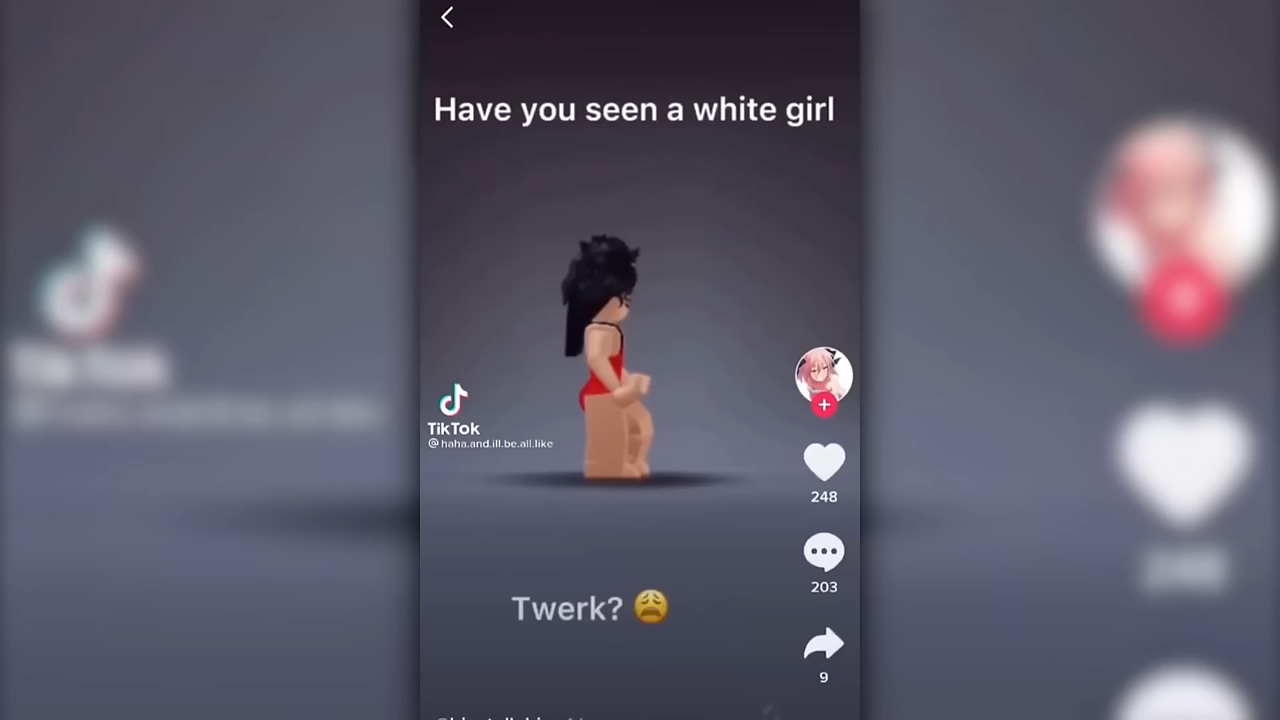 Have you seen a white girl
TikTok
@haha.and.ill.be.all.like
248
203
Twerk? 😩
9